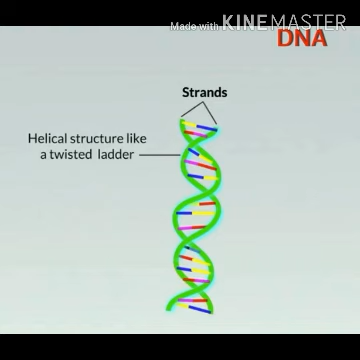 Made with KINEMASTER
DNA
Strands
Helical structure like
a twisted ladder